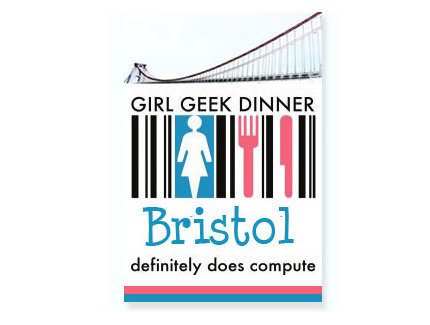 GIRL GEEK DINNER
Bristol
definitely does compute